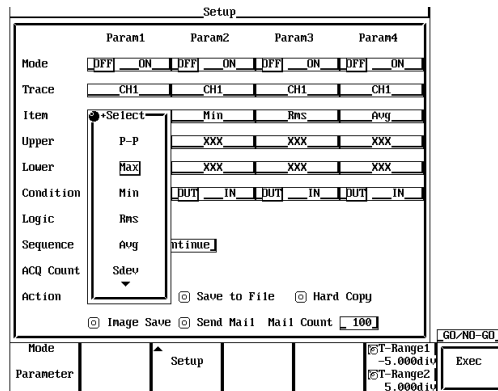 Setup
Param1 Param2 Param3 Param4
Mode OFF ON OFF ON OFF ON OFF ON
Trace CH1 CH1 CH1 CH1
Item +Select Min Rms Avg
Upper P-P XXX XXX XXX
Lower Max XXX XXX XXX
Condition Min OUT IN OUT IN OUT IN
Logic Rms
Sequence Avg ntinue
ACQ Count Sdev
Action Save to File Hard Copy
Image Save Send Mail Mail Count 100
GO/NO-GO
Mode
Parameter
Setup
T-Range1
-5.000div
T-Range2
5.000div
Exec